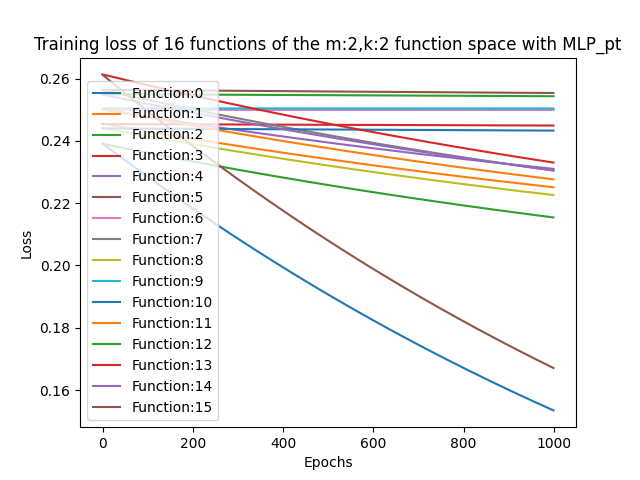 Training loss of 16 functions of the m:2,k:2 function space with MLP_pt
0.26
0.24
0.22
0.20
0.18
0.16
Loss
Function:0
Function:1
Function:2
Function:3
Function:4
Function:5
Function:6
Function:7
Function:8
Function:9
Function:10
Function:11
Function:12
Function:13
Function:14
Function:15
0 200 400 600 800 1000
Epochs